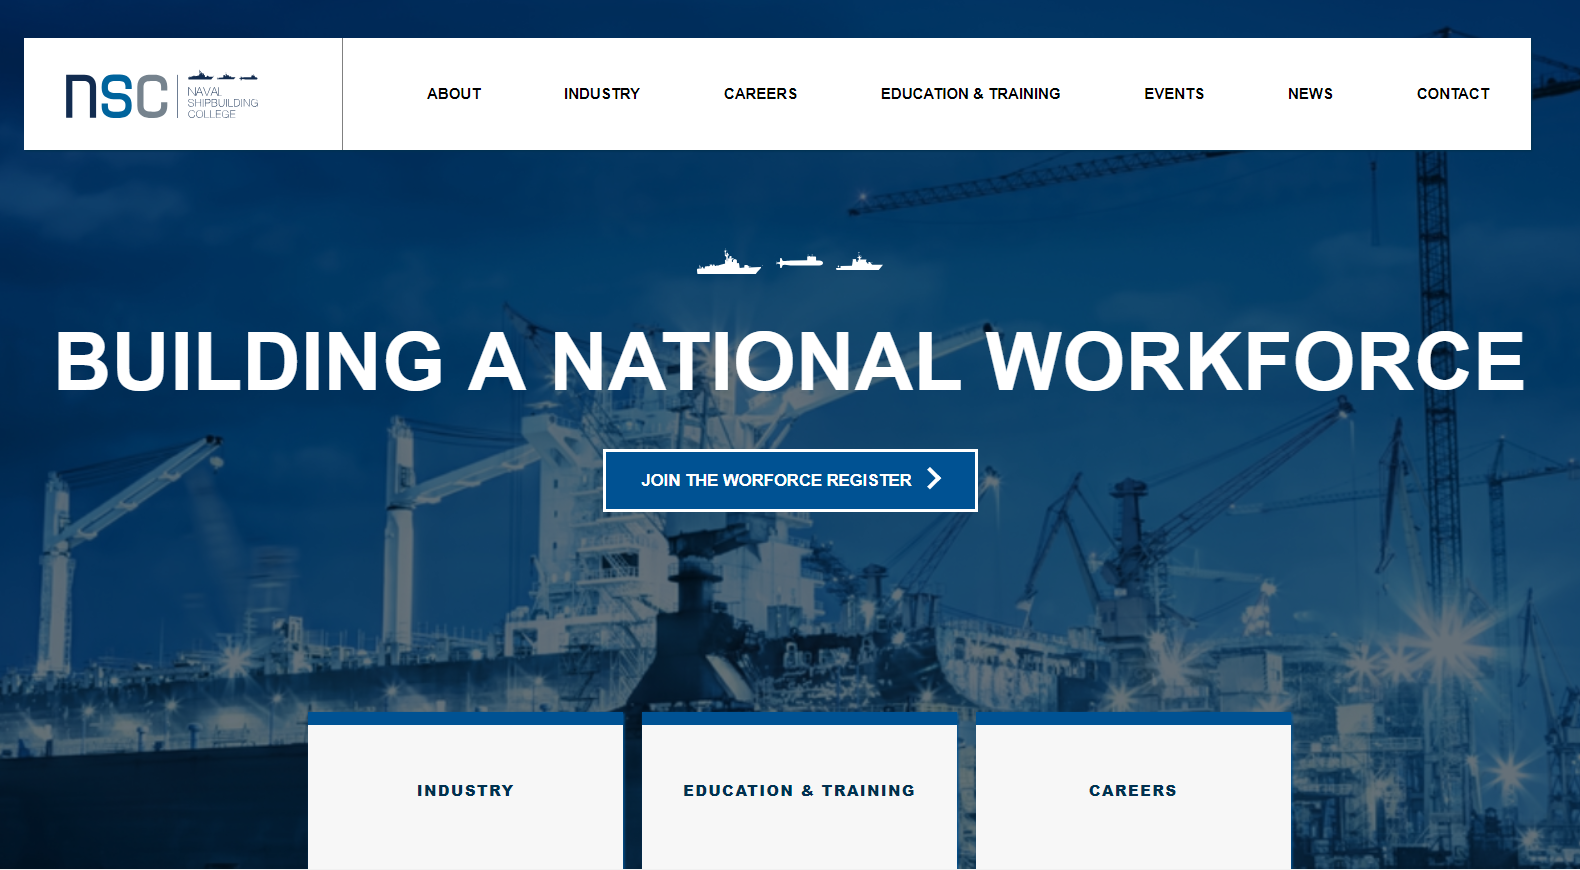 nsc
NAVAL
SHIPBUILDING
COLLEGE
ABOUT
INDUSTRY
CAREERS
EDUCATION & TRAINING
EVENTS
NEWS
CONTACT
BUILDING A NATIONAL WORKFORCE
JOIN THE WORFORCE REGISTER
INDUSTRY
EDUCATION & TRAINING
CAREERS